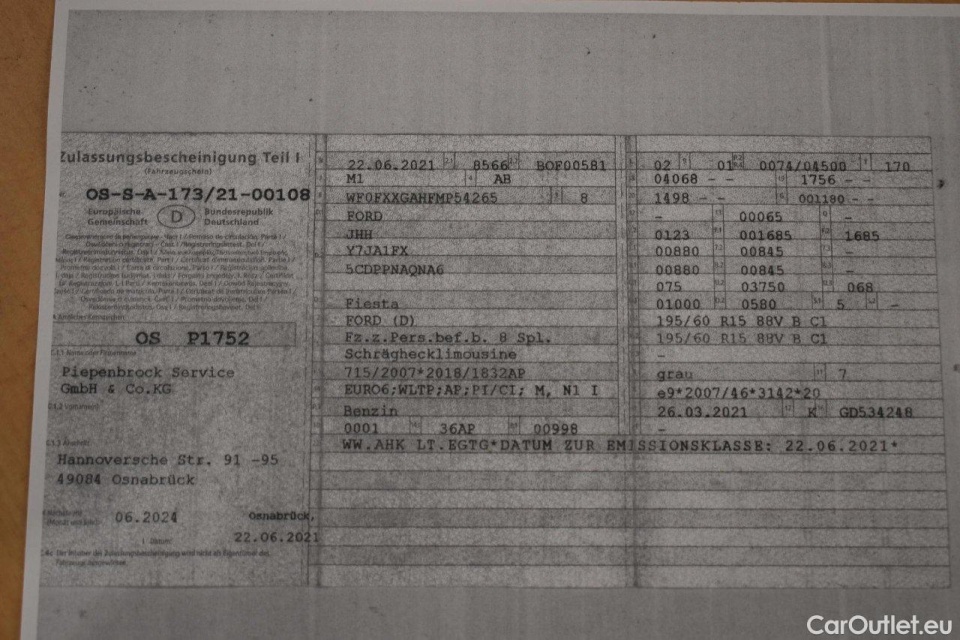 Zulassungsbescheinigung Teil I
(Fahrzeugschein)
OS-S-A-173/21-00108
Europäische Gemeinschaft
D
Bundesrepublik Deutschland
OS P1752
Piepenbrock Service
GmbH & Co.KG
Hannoversche Str. 91 -95
49084 Osnabrück
06.2024
Osnabrück,
22.06.2021
22.06.2021 8566 BOF00581
M1 AB
WF0FXXGAHFMP54265 8
FORD
JHH
Y7JA1FX
5CDPPNAQNA6
Fiesta
FORD (D)
Fz.z.Pers.bef.b. 8 Spl.
Schräghecklimousine
715/2007*2018/1832AP
EURO6;WLTP;AP;PI/CI; M, N1 I
Benzin
0001 36AP 00998
WW.AHK LT.EGTG*DATUM ZUR EMISSIONSKLASSE: 22.06.2021*
02 01 0074/04500 170
04068 - - 1756 - -
1498 - - 001180 - -
- 00065 -
0123 001685 1685
00880 00845
00880 00845
075 03750 068
01000 0580 5 -
195/60 R15 88V B C1
195/60 R15 88V B C1
-
grau 7
e9*2007/46*3142*20
26.03.2021 K GD534248
-
CarOutlet.eu